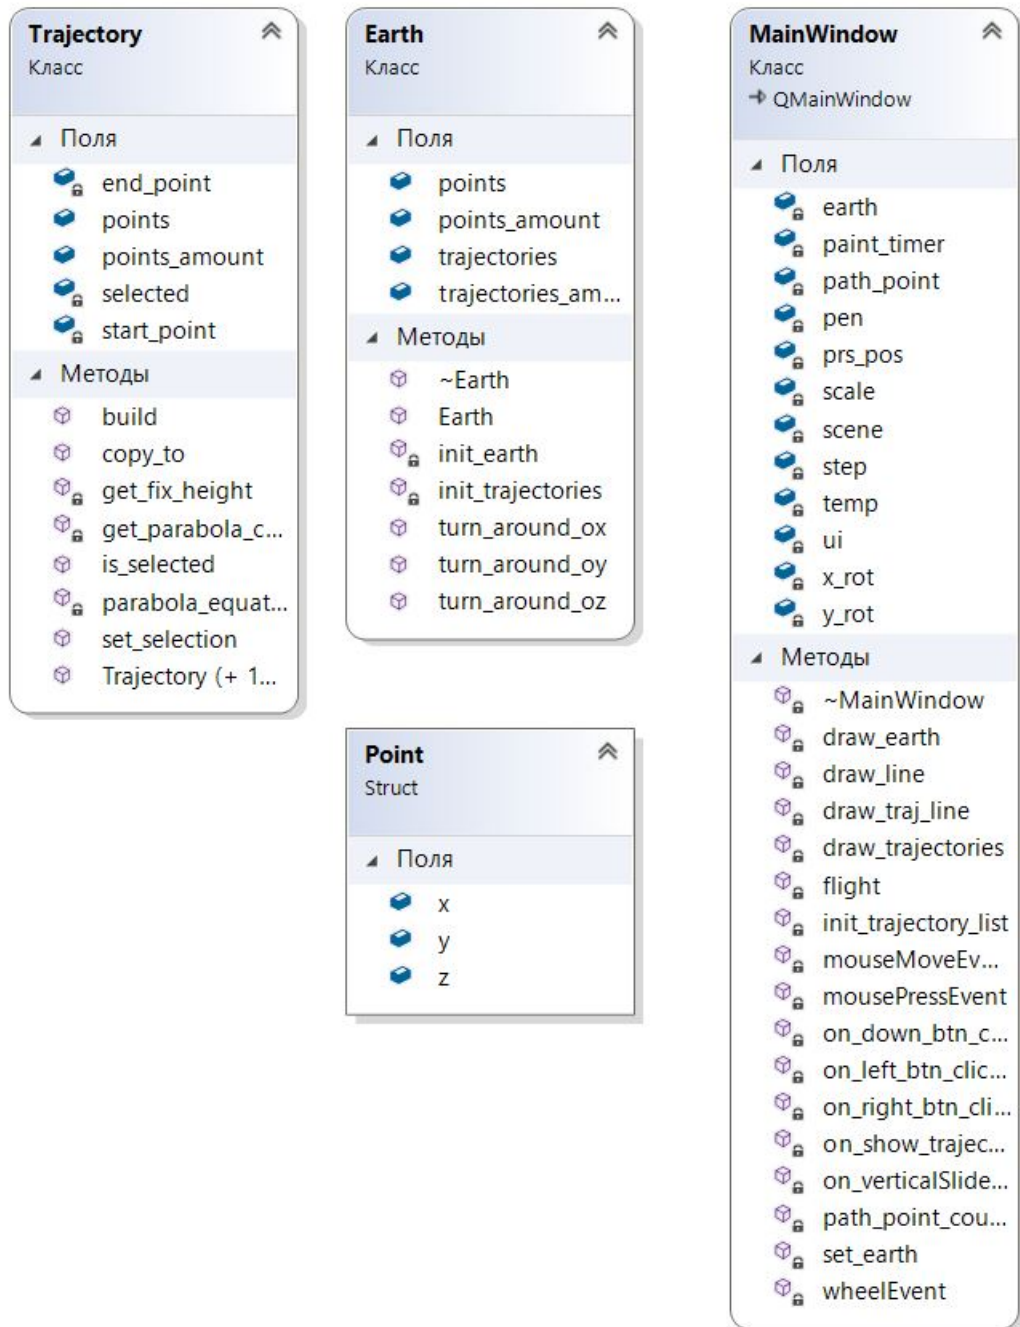 Trajectory
Класс
Поля
end_point
points
points_amount
selected
start_point
Методы
build
copy_to
get_fix_height
get_parabola_c...
is_selected
parabola_equat...
set_selection
Trajectory (+ 1...
Earth
Класс
Поля
points
points_amount
trajectories
trajectories_am...
Методы
~Earth
Earth
init_earth
init_trajectories
turn_around_ox
turn_around_oy
turn_around_oz
Point
Struct
Поля
x
y
z
MainWindow
Класс
QMainWindow
Поля
earth
paint_timer
path_point
pen
prs_pos
scale
scene
step
temp
ui
x_rot
y_rot
Методы
~MainWindow
draw_earth
draw_line
draw_traj_line
draw_trajectories
flight
init_trajectory_list
mouseMoveEv...
mousePressEvent
on_down_btn_c...
on_left_btn_clic...
on_right_btn_cli...
on_show_trajec...
on_verticalSlide...
path_point_cou...
set_earth
wheelEvent